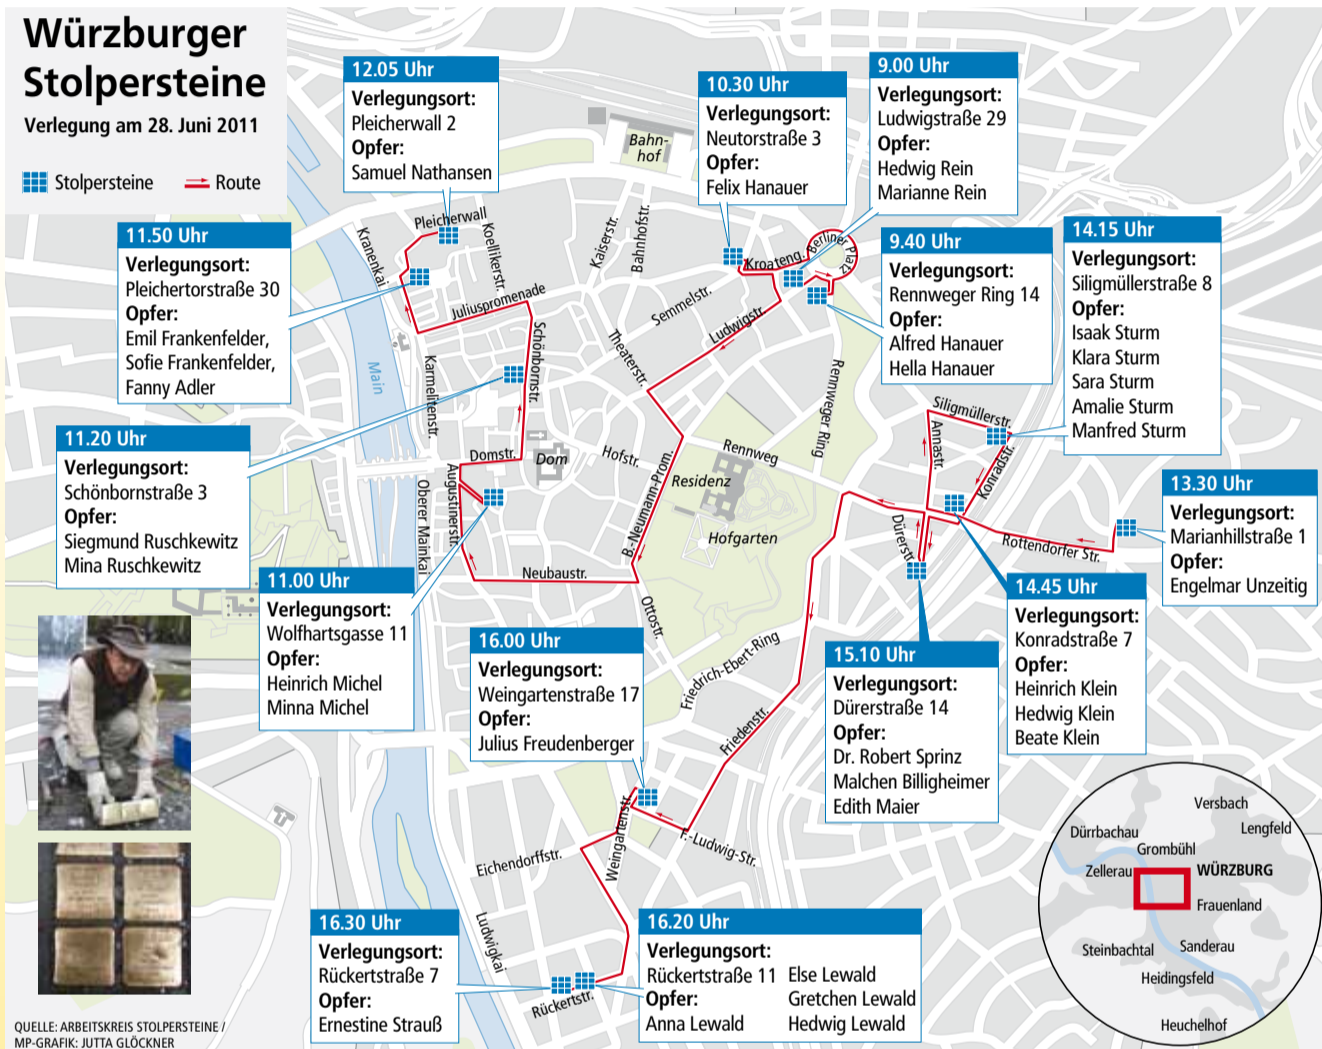 Würzburger
Stolpersteine
Verlegung am 28. Juni 2011
Stolpersteine
Route
12.05 Uhr
Verlegungsort:
Pleicherwall 2
Opfer:
Samuel Nathansen
10.30 Uhr
Verlegungsort:
Neutorstraße 3
Opfer:
Felix Hanauer
9.00 Uhr
Verlegungsort:
Ludwigstraße 29
Opfer:
Hedwig Rein
Marianne Rein
11.50 Uhr
Verlegungsort:
Pleichertorstraße 30
Opfer:
Emil Frankenfelder,
Sofie Frankenfelder,
Fanny Adler
9.40 Uhr
Verlegungsort:
Rennweger Ring 14
Opfer:
Alfred Hanauer
Hella Hanauer
14.15 Uhr
Verlegungsort:
Siligmüllerstraße 8
Opfer:
Isaak Sturm
Klara Sturm
Sara Sturm
Amalie Sturm
Manfred Sturm
11.20 Uhr
Verlegungsort:
Schönbornstraße 3
Opfer:
Siegmund Ruschkewitz
Mina Ruschkewitz
13.30 Uhr
Verlegungsort:
Marianhillstraße 1
Opfer:
Engelmar Unzeitig
11.00 Uhr
Verlegungsort:
Wolfhartsgasse 11
Opfer:
Heinrich Michel
Minna Michel
14.45 Uhr
Verlegungsort:
Konradstraße 7
Opfer:
Heinrich Klein
Hedwig Klein
Beate Klein
16.00 Uhr
Verlegungsort:
Weingartenstraße 17
Opfer:
Julius Freudenberger
15.10 Uhr
Verlegungsort:
Dürerstraße 14
Opfer:
Dr. Robert Sprinz
Malchen Billigheimer
Edith Maier
16.30 Uhr
Verlegungsort:
Rückertstraße 7
Opfer:
Ernestine Strauß
16.20 Uhr
Verlegungsort:
Rückertstraße 11
Opfer:
Anna Lewald
Else Lewald
Gretchen Lewald
Hedwig Lewald
Bahn-
hof
Pleicherwall
Kranenkai
Koellikerstr.
Kaiserstr.
Bahnhofstr.
Kroateng.
Berliner Platz
Juliuspromenade
Semmelstr.
Ludwigstr.
Schönbornstr.
Theaterstr.
Main
Karmelitenstr.
Rennweger Ring
Siligmüllerstr.
Annastr.
Konradstr.
Domstr.
Dom
Hofstr.
Rennweg
Residenz
Hofgarten
B.-Neumann-Prom.
Augustinerstr.
Oberer Mainkai
Dürerstr.
Rottendorfer Str.
Neubaustr.
Ottostr.
Friedrich-Ebert-Ring
Friedenstr.
F.-Ludwig-Str.
Weingartenstr.
Eichendorffstr.
Ludwigkai
Rückertstr.
Versbach
Lengfeld
Dürrbachau
Grombühl
Zellerau
WÜRZBURG
Frauenland
Steinbachtal
Sanderau
Heidingsfeld
Heuchelhof
QUELLE: ARBEITSKREIS STOLPERSTEINE /
MP-GRAFIK: JUTTA GLÖCKNER